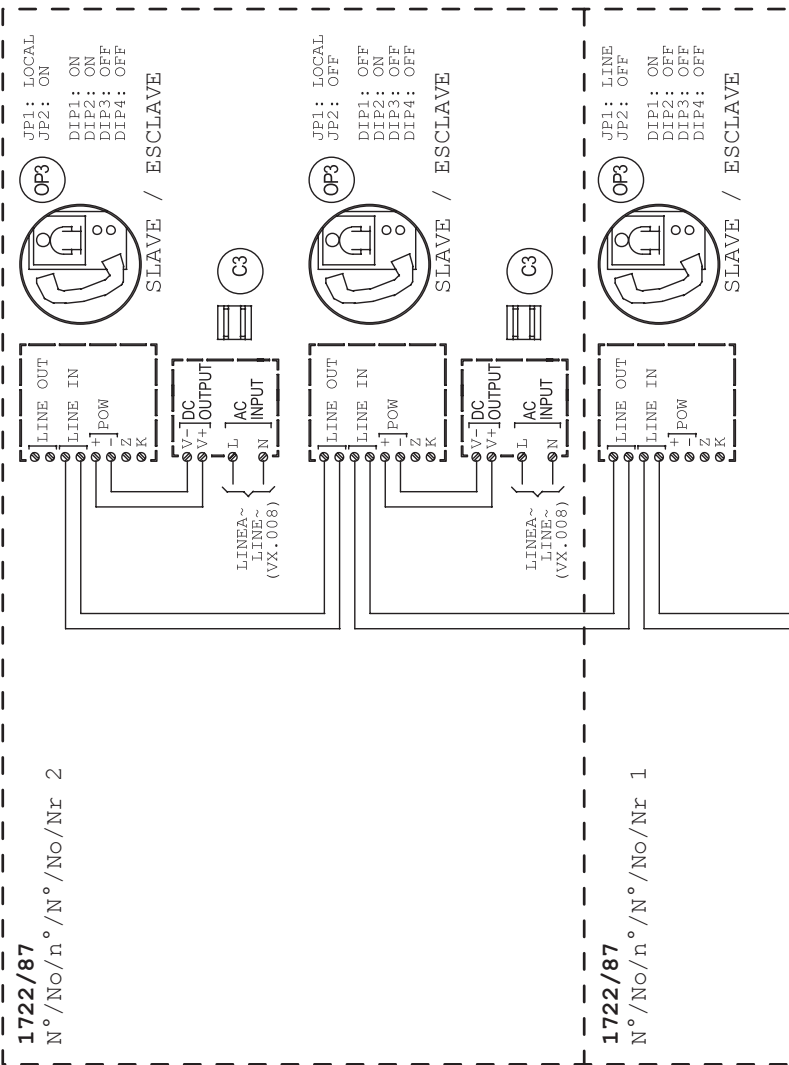 1722/87
N°/No/n°/N°/No/Nr 2
LINE OUT
LINE IN
+
-
POW
Z
K
OP3
JP1: LOCAL
JP2: ON
DIP1: ON
DIP2: ON
DIP3: OFF
DIP4: OFF
SLAVE / ESCLAVE
V-
V+
DC
OUTPUT
L
N
AC
INPUT
C3
LINEA~
LINE~
(VX.008)
LINE OUT
LINE IN
+
-
POW
Z
K
OP3
JP1: LOCAL
JP2: OFF
DIP1: OFF
DIP2: ON
DIP3: OFF
DIP4: OFF
SLAVE / ESCLAVE
V-
V+
DC
OUTPUT
L
N
AC
INPUT
C3
LINEA~
LINE~
(VX.008)
1722/87
N°/No/n°/N°/No/Nr 1
LINE OUT
LINE IN
+
-
POW
Z
K
OP3
JP1: LINE
JP2: OFF
DIP1: ON
DIP2: OFF
DIP3: OFF
DIP4: OFF
SLAVE / ESCLAVE